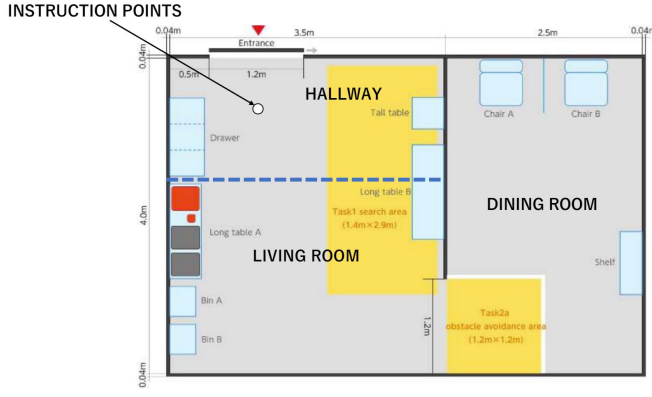 INSTRUCTION POINTS
0.04m
3.5m
2.5m
0.04m
Entrance
0.04m
0.5m
1.2m
HALLWAY
Tall table
Chair A
Chair B
Drawer
Long table B
4.0m
Task1 search area
(1.4m×2.9m)
DINING ROOM
Long table A
LIVING ROOM
Shelf
Bin A
1.2m
Task2a
obstacle avoidance area
(1.2m×1.2m)
Bin B
0.04m